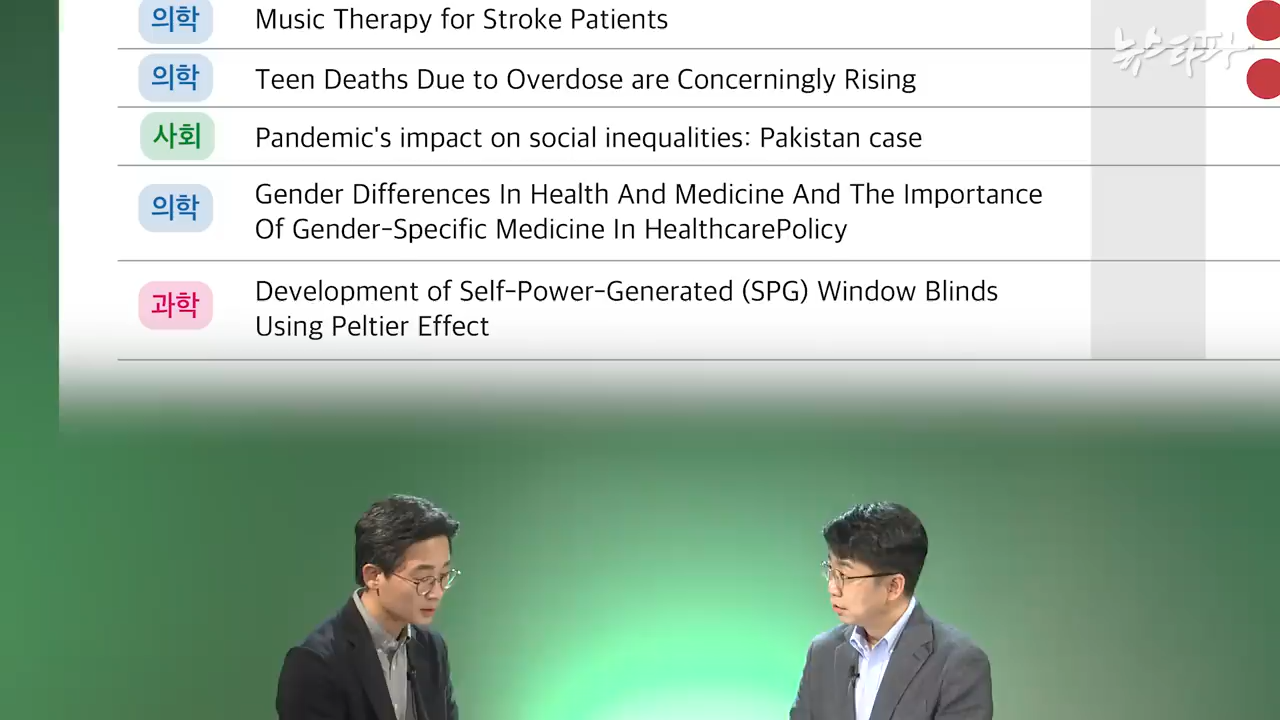 의학 Music Therapy for Stroke Patients
뉴스타파
의학 Teen Deaths Due to Overdose are Concerningly Rising
사회 Pandemic's impact on social inequalities: Pakistan case
의학 Gender Differences In Health And Medicine And The Importance
Of Gender-Specific Medicine In HealthcarePolicy
과학 Development of Self-Power-Generated (SPG) Window Blinds
Using Peltier Effect